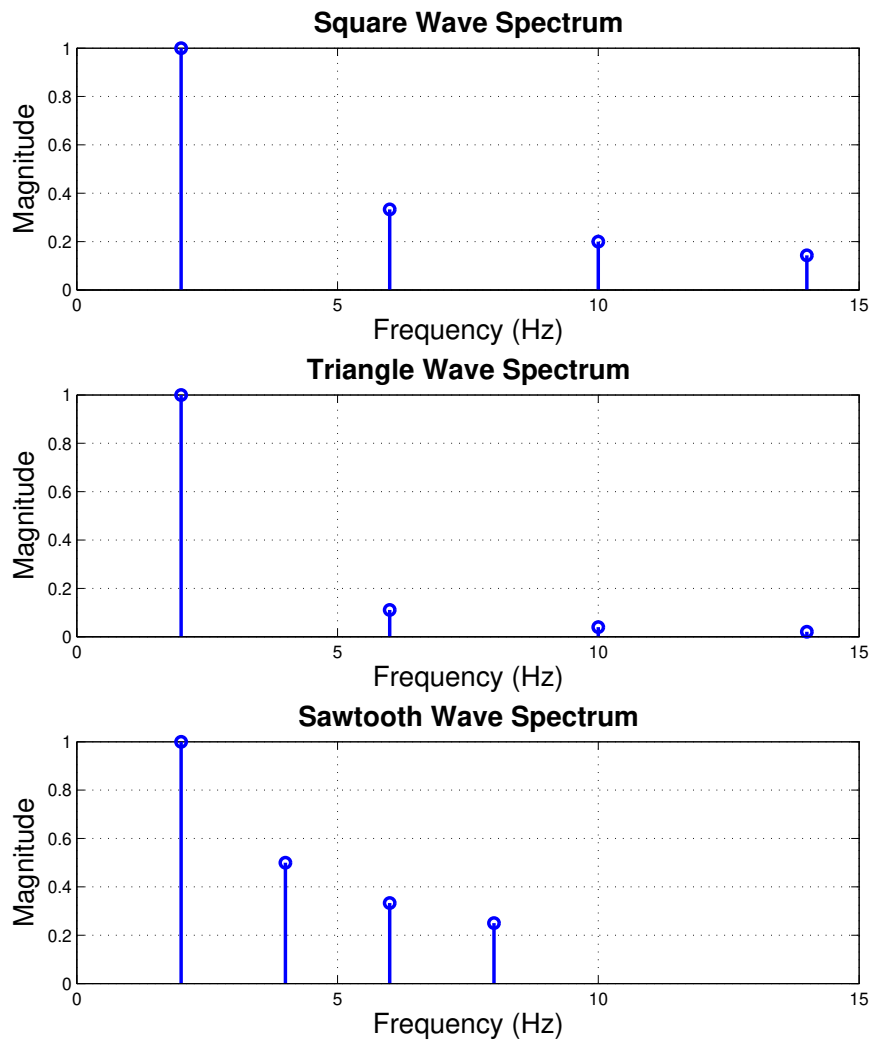 Square Wave Spectrum
1
0.8
0.6
0.4
0.2
0
Magnitude
0 5 10 15
Frequency (Hz)
Triangle Wave Spectrum
1
0.8
0.6
0.4
0.2
0
Magnitude
0 5 10 15
Frequency (Hz)
Sawtooth Wave Spectrum
1
0.8
0.6
0.4
0.2
0
Magnitude
0 5 10 15
Frequency (Hz)